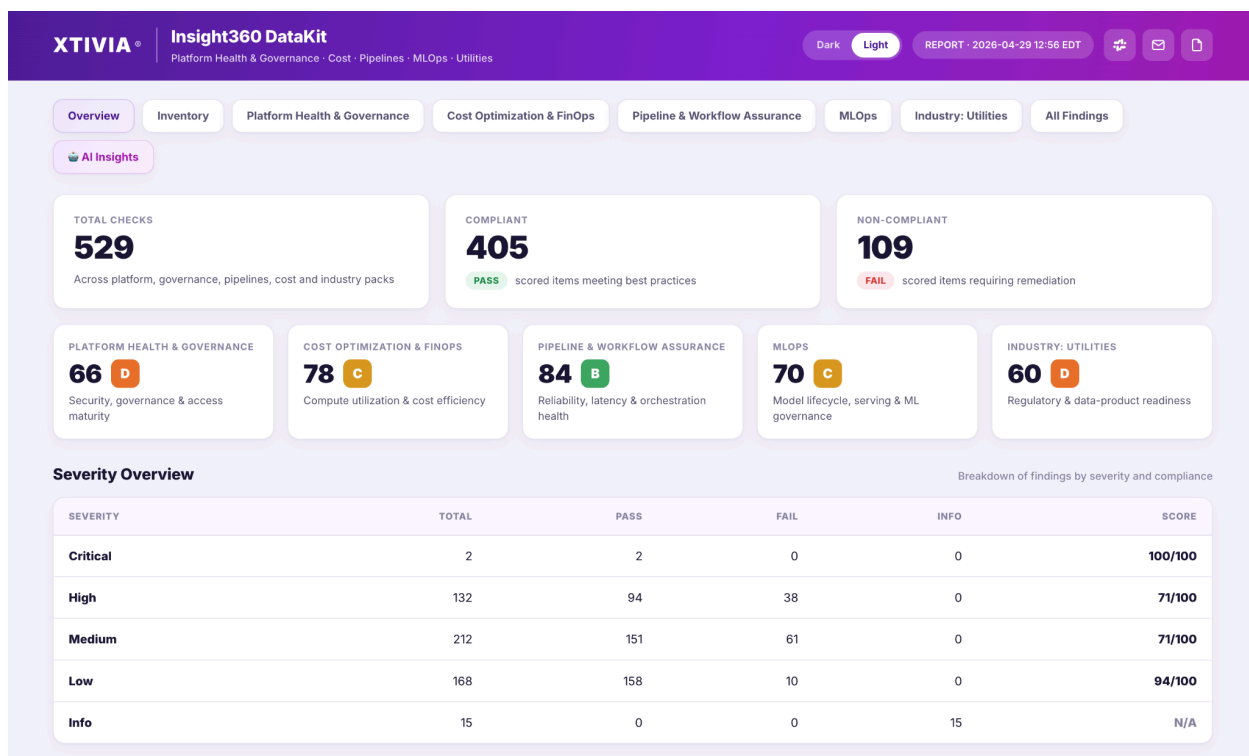 XTIVIA®
Insight360 DataKit
Platform Health & Governance · Cost · Pipelines · MLOps · Utilities
Dark Light REPORT · 2026-04-29 12:56 EDT
Overview Inventory Platform Health & Governance Cost Optimization & FinOps Pipeline & Workflow Assurance MLOps Industry: Utilities All Findings
AI Insights
TOTAL CHECKS
529
Across platform, governance, pipelines, cost and industry packs
COMPLIANT
405
PASS scored items meeting best practices
NON-COMPLIANT
109
FAIL scored items requiring remediation
PLATFORM HEALTH & GOVERNANCE
66 D
Security, governance & access
maturity
COST OPTIMIZATION & FINOPS
78 C
Compute utilization & cost efficiency
PIPELINE & WORKFLOW ASSURANCE
84 B
Reliability, latency & orchestration
health
MLOPS
70 C
Model lifecycle, serving & ML
governance
INDUSTRY: UTILITIES
60 D
Regulatory & data-product readiness
Severity Overview Breakdown of findings by severity and compliance
SEVERITY TOTAL PASS FAIL INFO SCORE
Critical 2 2 0 0 100/100
High 132 94 38 0 71/100
Medium 212 151 61 0 71/100
Low 168 158 10 0 94/100
Info 15 0 0 15 N/A